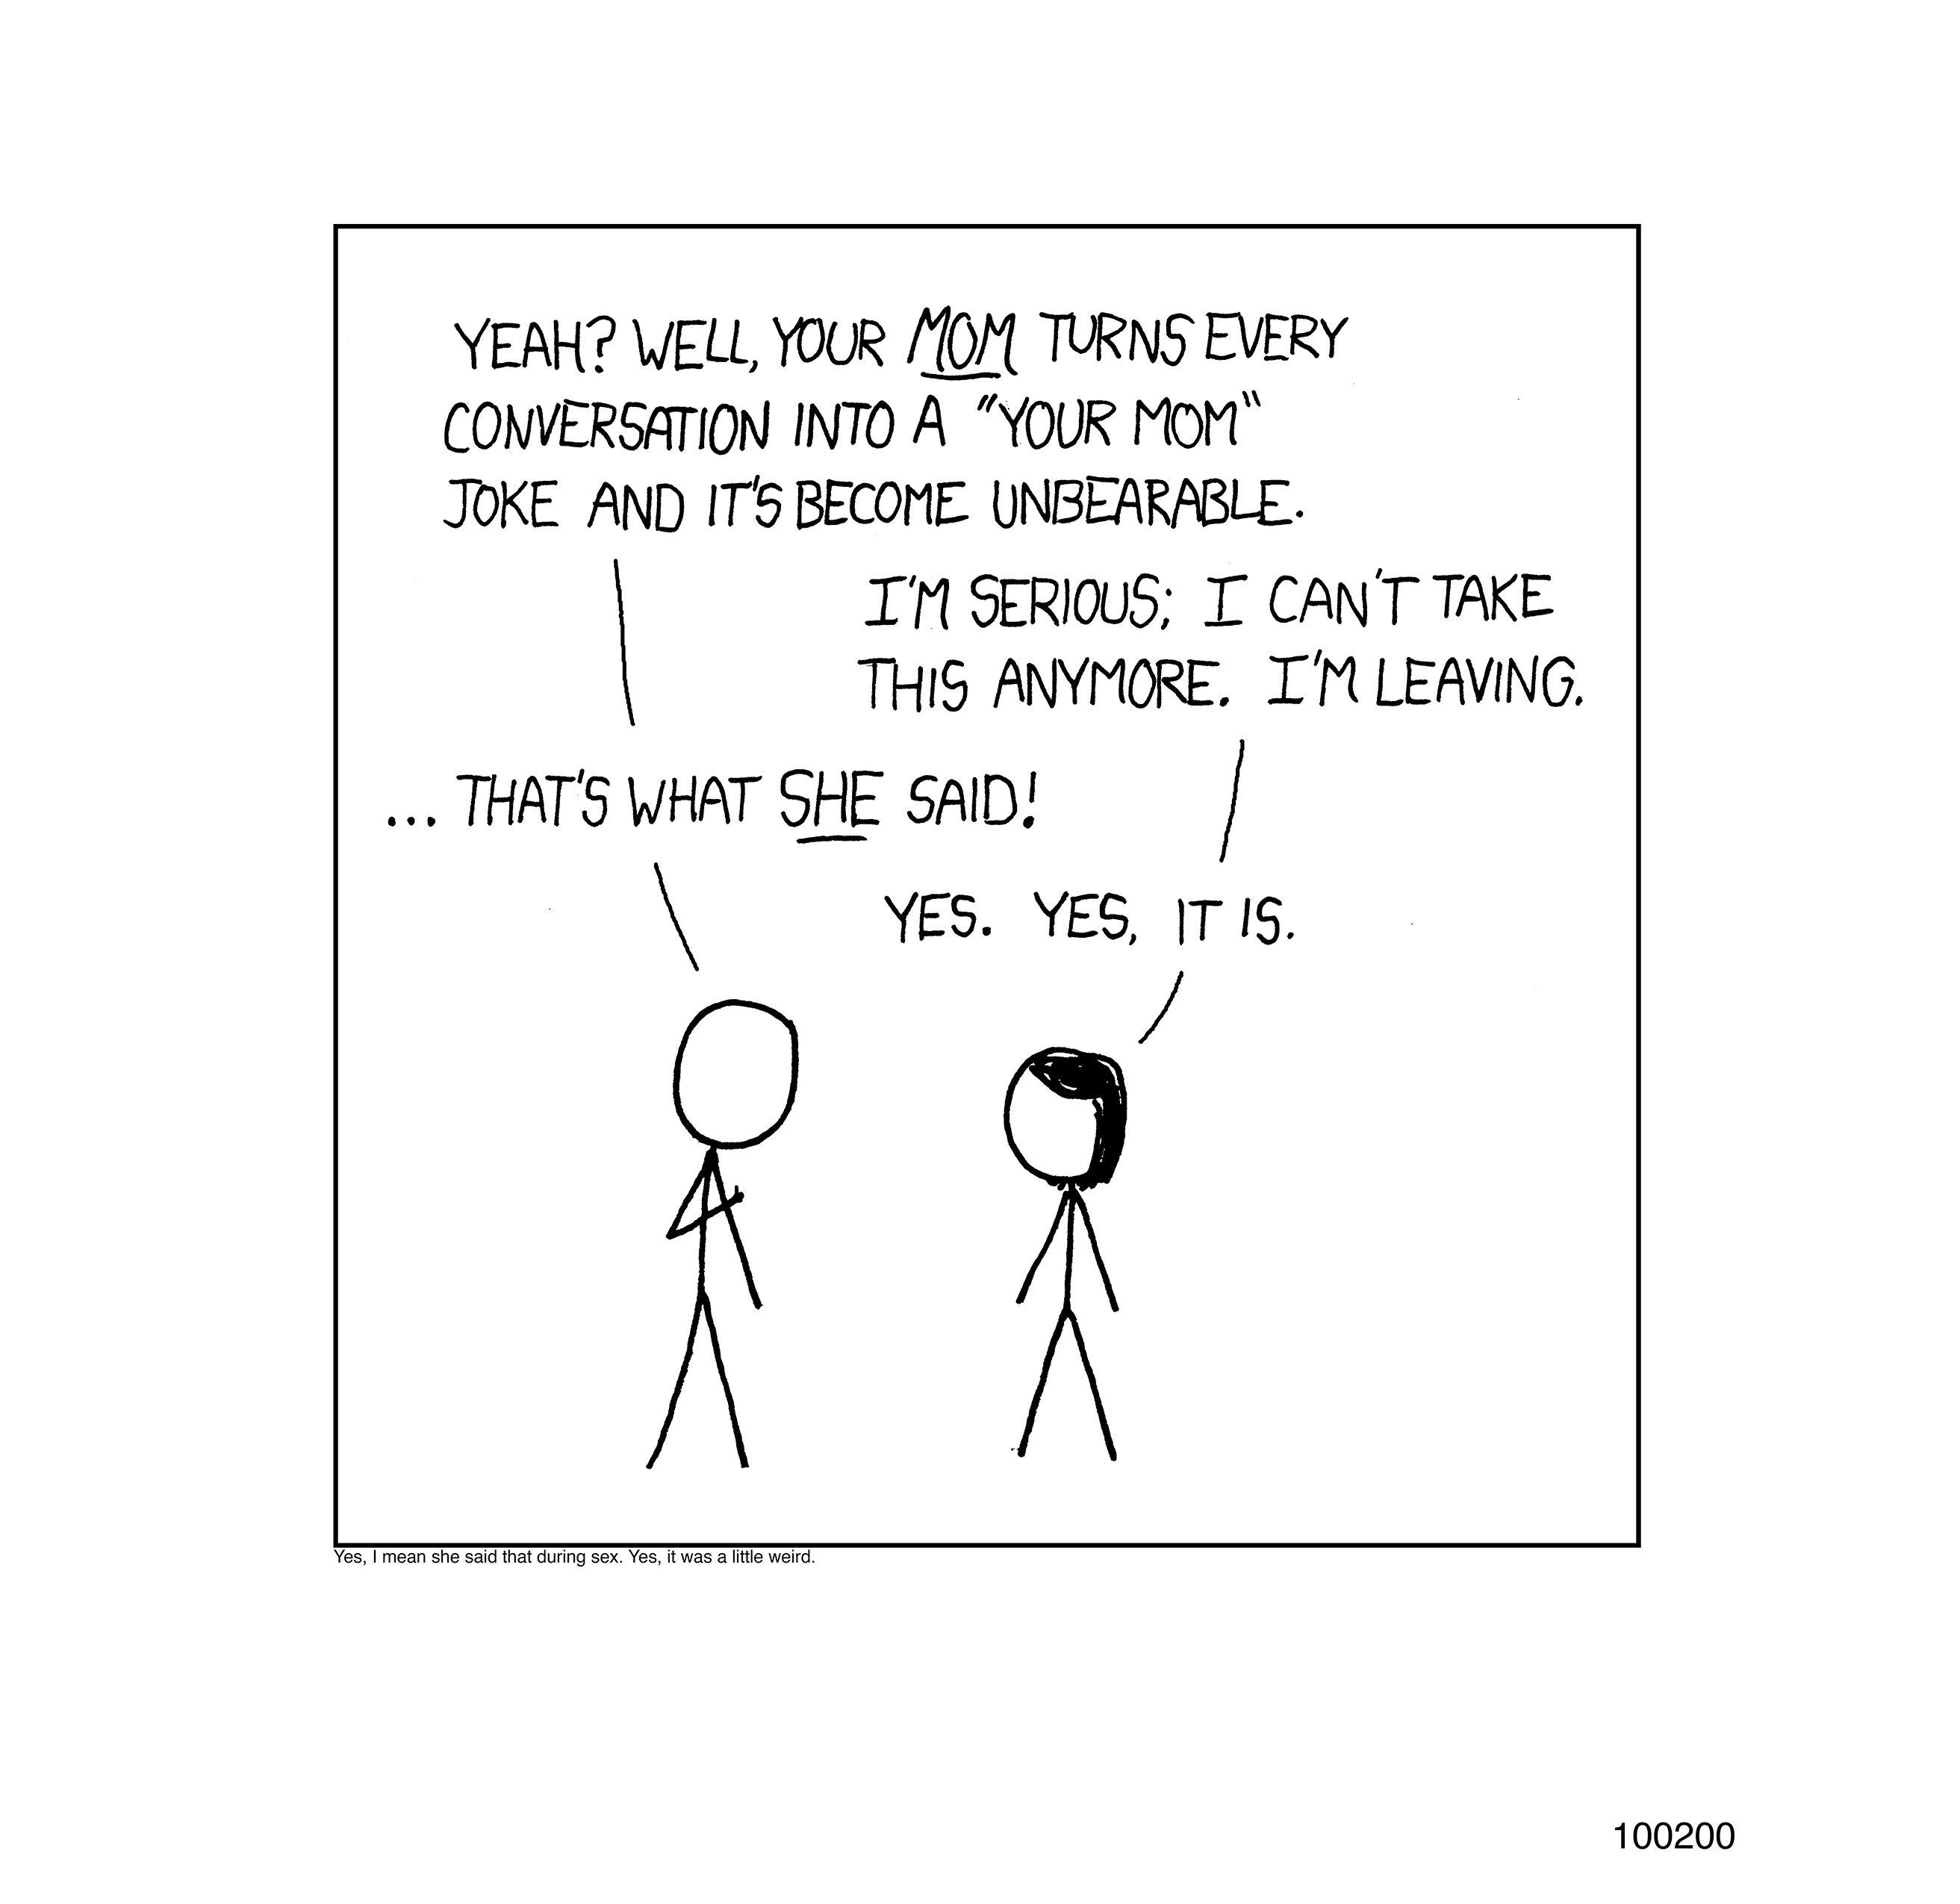 YEAH? WELL, YOUR MOM TURNS EVERY
CONVERSATION INTO A "YOUR MOM"
JOKE AND IT'S BECOME UNBEARABLE.
I'M SERIOUS; I CAN'T TAKE
THIS ANYMORE. I'M LEAVING.
... THAT'S WHAT SHE SAID!
YES. YES, IT IS.
Yes, I mean she said that during sex. Yes, it was a little weird.
100200